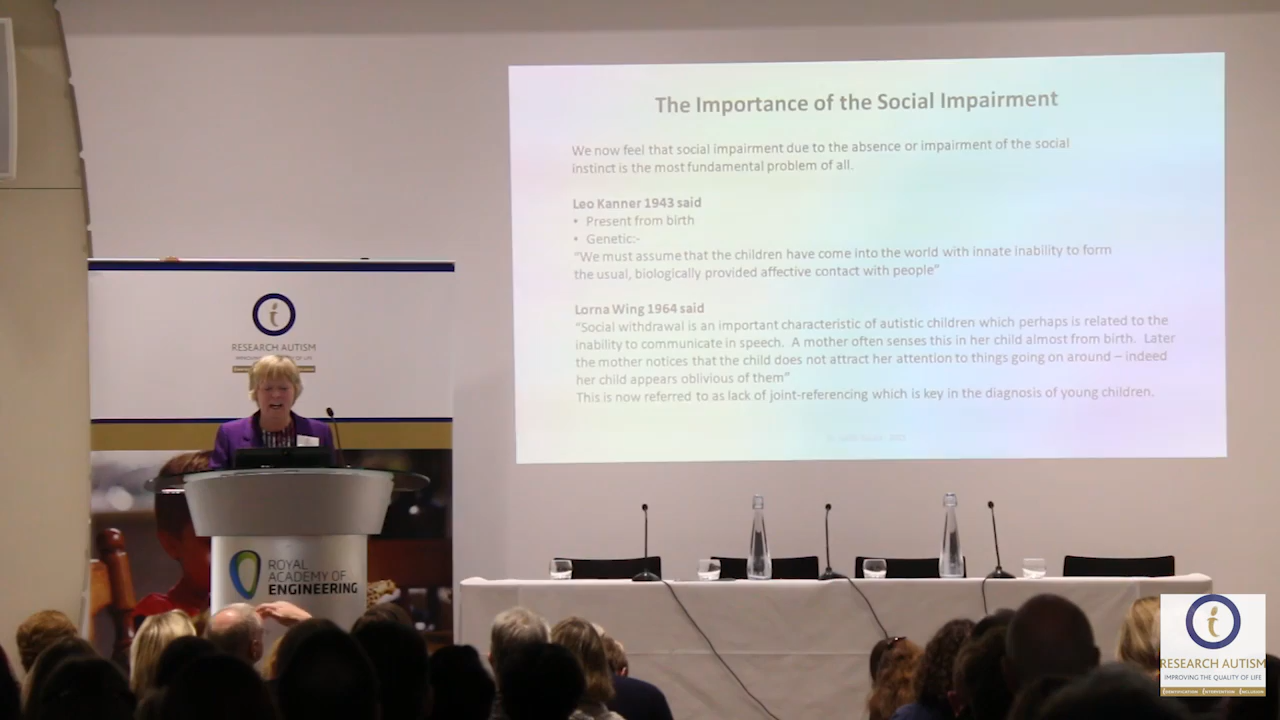 The Importance of the Social Impairment
We now feel that social impairment due to the absence or impairment of the social
instinct is the most fundamental problem of all.
Leo Kanner 1943 said
• Present from birth
• Genetic:-
“We must assume that the children have come into the world with innate inability to form
the usual, biologically provided affective contact with people”
Lorna Wing 1964 said
“Social withdrawal is an important characteristic of autistic children which perhaps is related to the
inability to communicate in speech. A mother often senses this in her child almost from birth. Later
the mother notices that the child does not attract her attention to things going on around – indeed
her child appears oblivious of them”
This is now referred to as lack of joint-referencing which is key in the diagnosis of young children.
RESEARCH AUTISM
ROYAL
ACADEMY OF
ENGINEERING
RESEARCH AUTISM
IMPROVING THE QUALITY OF LIFE